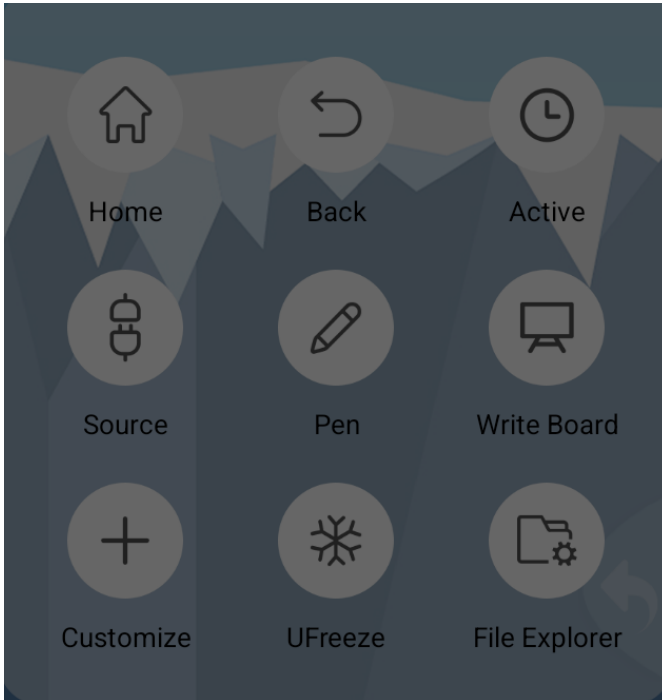 Home
Back
Active
Source
Pen
Write Board
Customize
UFreeze
File Explorer